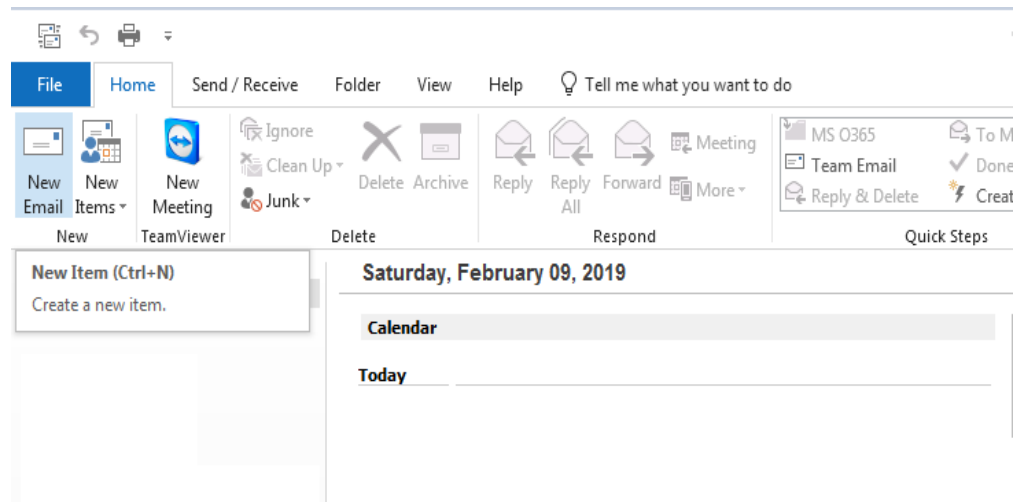 File Home Send / Receive Folder View Help Tell me what you want to do
New Email
New Items
New Meeting
Ignore
Clean Up
Junk
Delete
Archive
Reply
Reply All
Forward
Meeting
More
MS O365
Team Email
Reply & Delete
To M
Done
Creat
New TeamViewer Delete Respond Quick Steps
New Item (Ctrl+N)
Create a new item.
Saturday, February 09, 2019
Calendar
Today